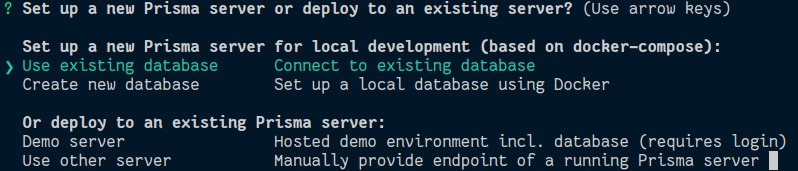 ? Set up a new Prisma server or deploy to an existing server? (Use arrow keys)
Set up a new Prisma server for local development (based on docker-compose):
❯ Use existing database Connect to existing database
Create new database Set up a local database using Docker
Or deploy to an existing Prisma server:
Demo server Hosted demo environment incl. database (requires login)
Use other server Manually provide endpoint of a running Prisma server